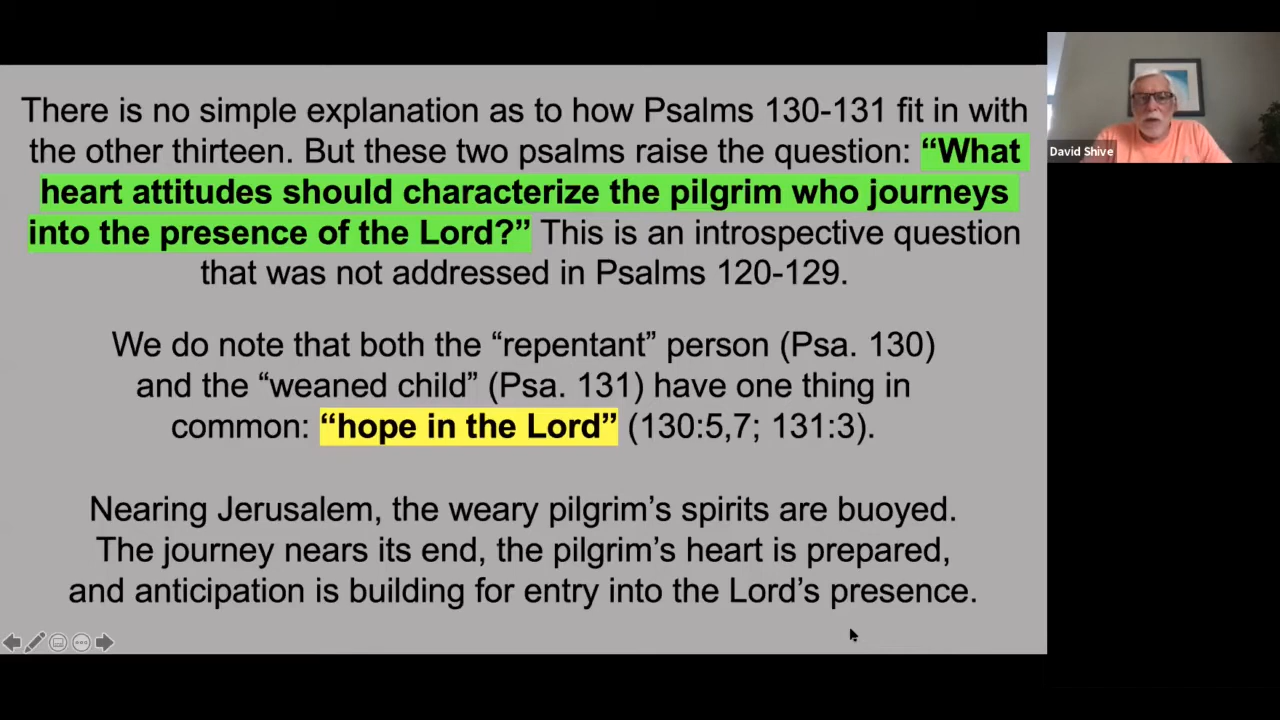 There is no simple explanation as to how Psalms 130-131 fit in with
the other thirteen. But these two psalms raise the question: “What
heart attitudes should characterize the pilgrim who journeys
into the presence of the Lord?” This is an introspective question
that was not addressed in Psalms 120-129.
We do note that both the “repentant” person (Psa. 130)
and the “weaned child” (Psa. 131) have one thing in
common: “hope in the Lord” (130:5,7; 131:3).
Nearing Jerusalem, the weary pilgrim’s spirits are buoyed.
The journey nears its end, the pilgrim’s heart is prepared,
and anticipation is building for entry into the Lord’s presence.
David Shive